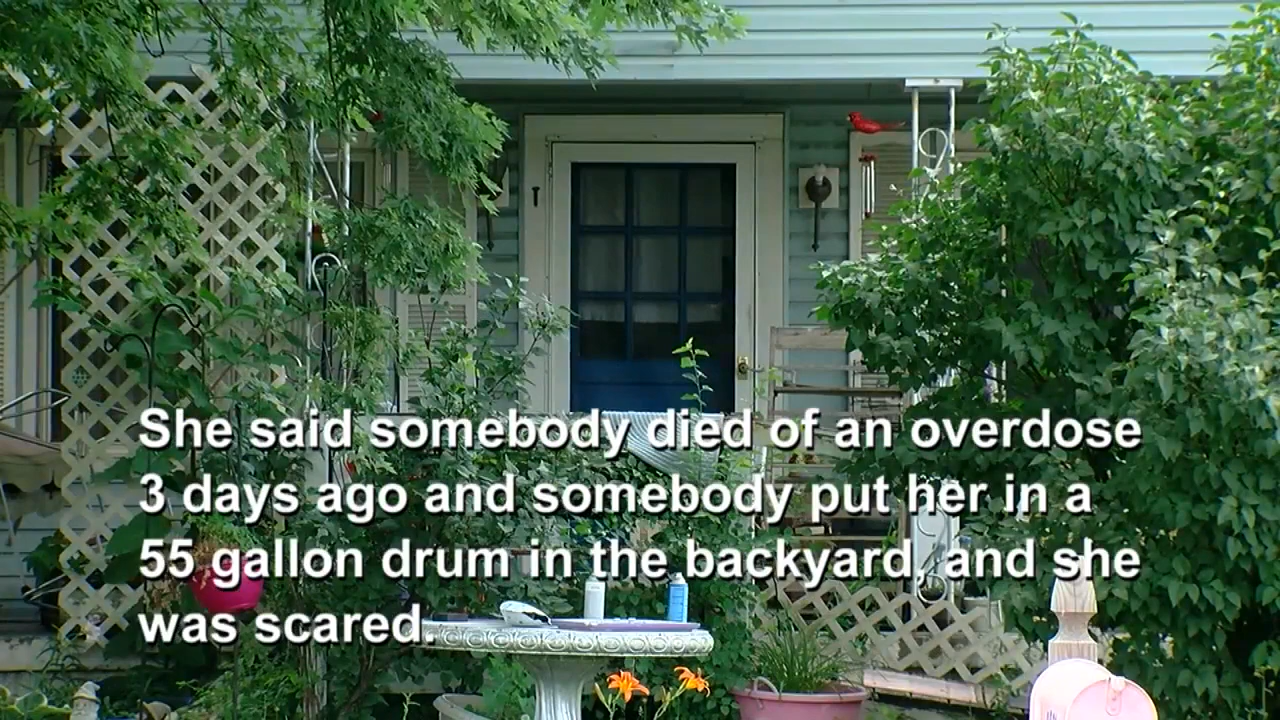 She said somebody died of an overdose
3 days ago and somebody put her in a
55 gallon drum in the backyard, and she
was scared.